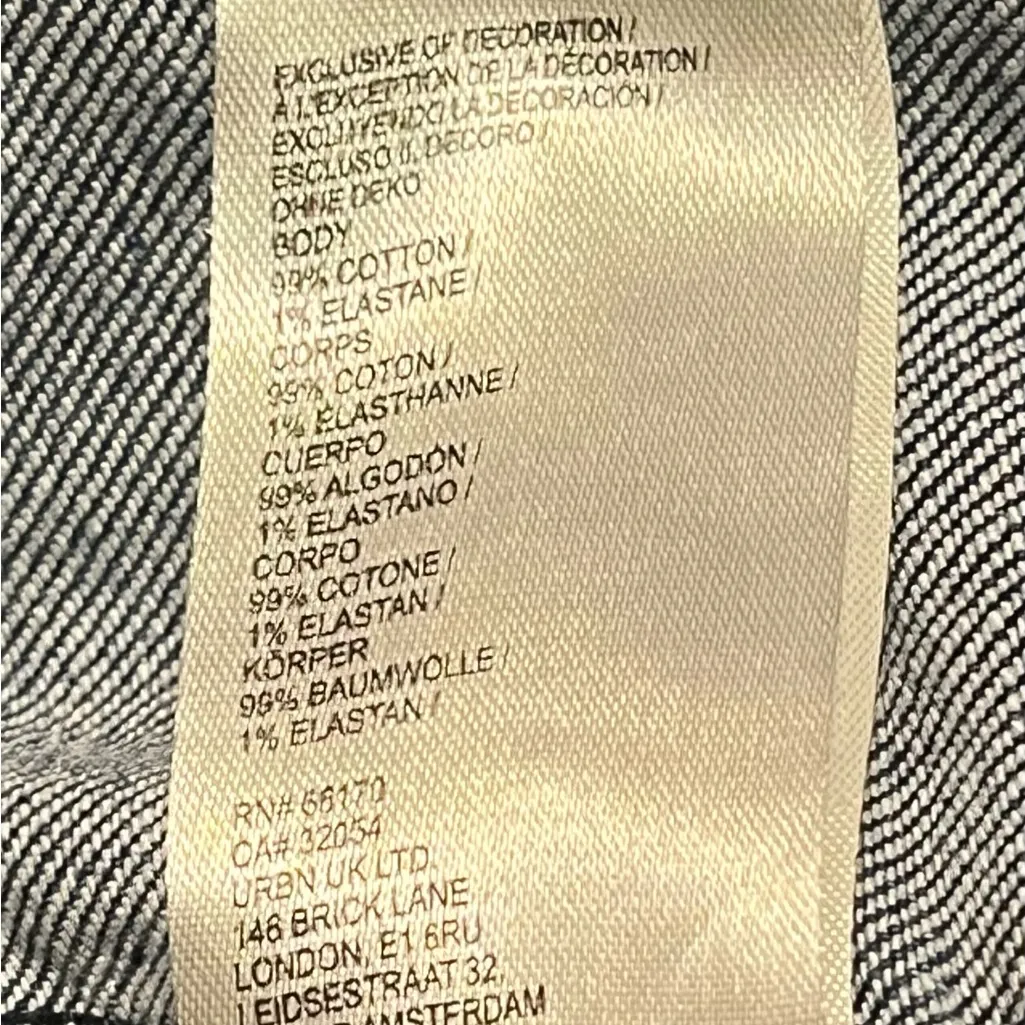 EXCLUSIVE OF DECORATION /
A L'EXCEPTION DE LA DÉCORATION /
EXCLUYENDO LA DECORACIÓN /
ESCLUSO IL DECORO /
OHNE DEKO
BODY
99% COTTON /
1% ELASTANE /
CORPS
99% COTON /
1% ÉLASTHANNE /
CUERPO
99% ALGODÓN /
1% ELASTANO /
CORPO
99% COTONE /
1% ELASTAN /
KÖRPER
99% BAUMWOLLE /
1% ELASTAN /
RN# 66170
CA# 32054
URBN UK LTD
146 BRICK LANE
LONDON, E1 6RU
LEIDSESTRAAT 32,
AMSTERDAM